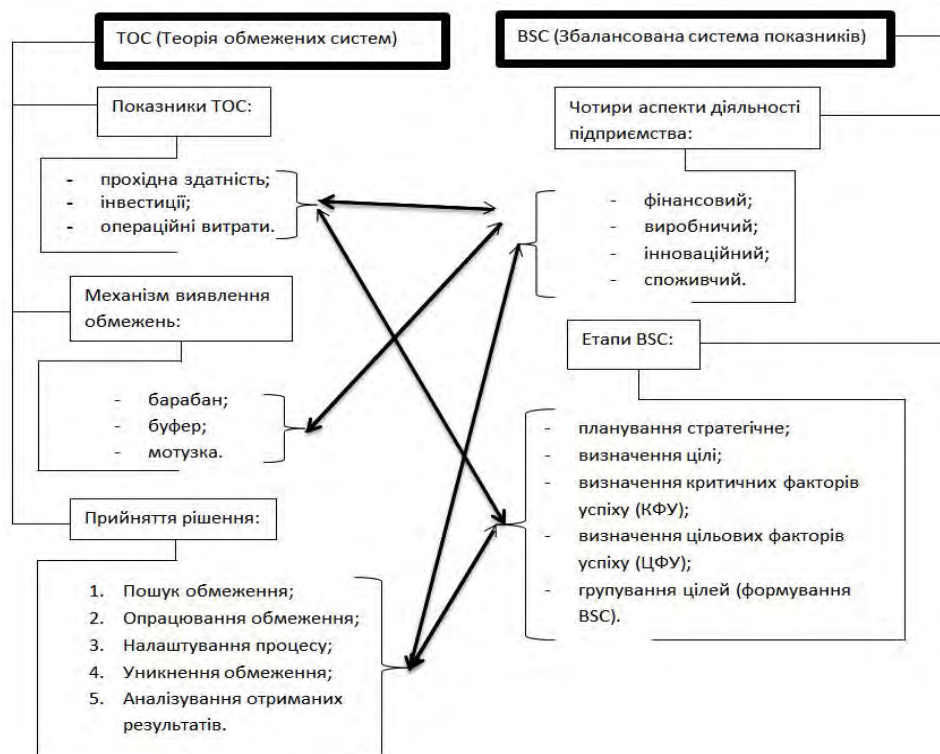 ТОС (Теорія обмежених систем)
Показники ТОС:
- прохідна здатність;
- інвестиції;
- операційні витрати.
Механізм виявлення
обмежень:
- барабан;
- буфер;
- мотузка.
Прийняття рішення:
1. Пошук обмеження;
2. Опрацювання обмеження;
3. Налаштування процесу;
4. Уникнення обмеження;
5. Аналізування отриманих
результатів.
BSC (Збалансована система показників)
Чотири аспекти діяльності
підприємства:
- фінансовий;
- виробничий;
- інноваційний;
- споживчий.
Етапи BSC:
- планування стратегічне;
- визначення цілі;
- визначення критичних факторів
успіху (КФУ);
- визначення цільових факторів
успіху (ЦФУ);
- групування цілей (формування
BSC).